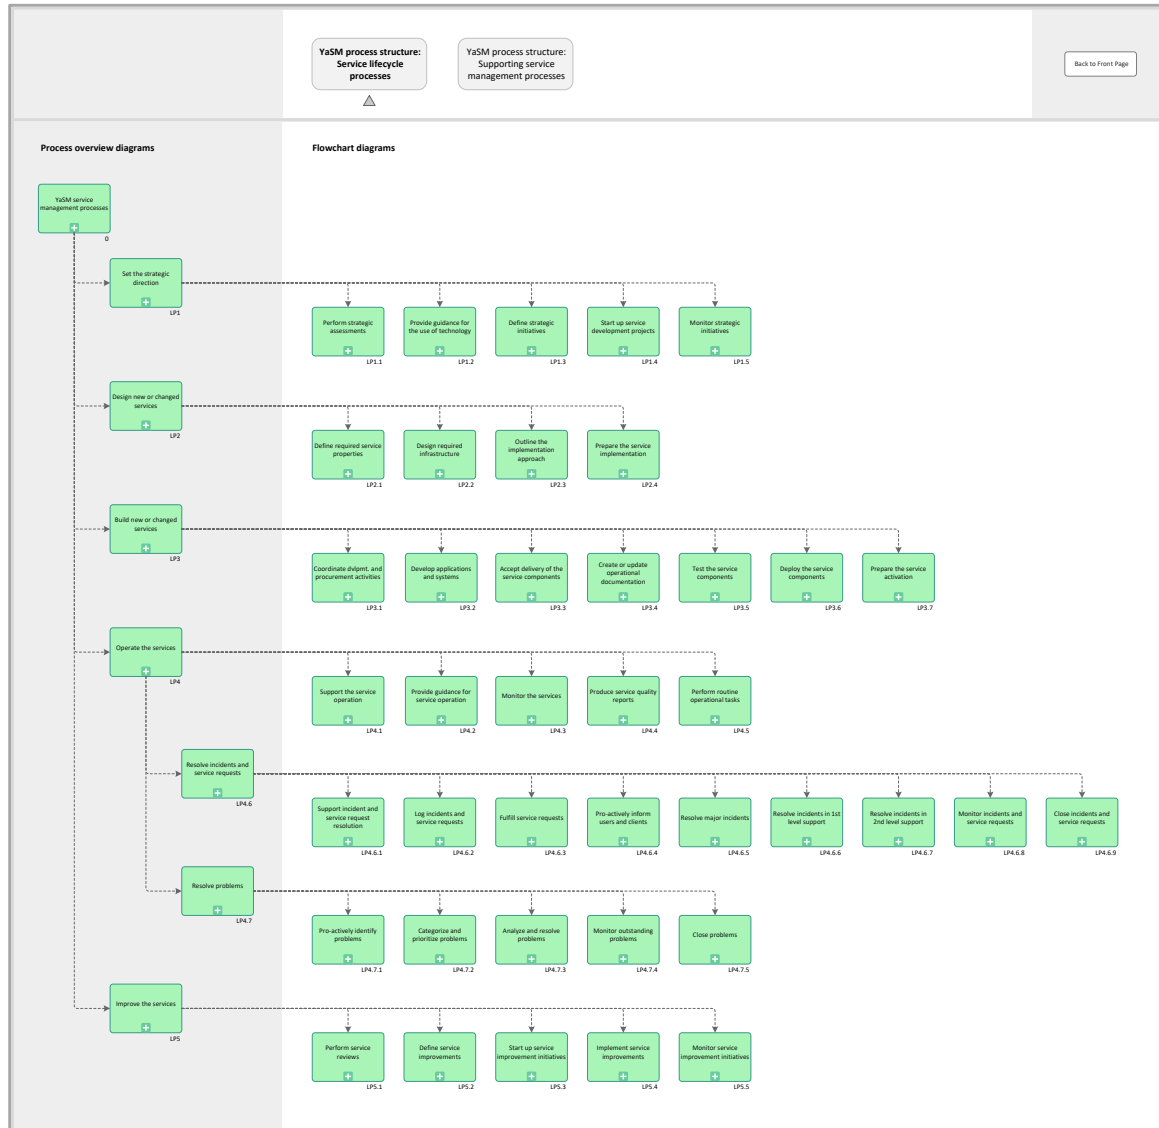 YaSM process structure:
Service lifecycle
processes
YaSM process structure:
Supporting service
management processes
Back to Front Page
Process overview diagrams
Flowchart diagrams
YaSM service
management processes
0
Set the strategic
direction
LP1
Perform strategic
assessments
LP1.1
Provide guidance for
the use of technology
LP1.2
Define strategic
initiatives
LP1.3
Start up service
development projects
LP1.4
Monitor strategic
initiatives
LP1.5
Design new or changed
services
LP2
Define required service
properties
LP2.1
Design required
infrastructure
LP2.2
Outline the
implementation
approach
LP2.3
Prepare the service
implementation
LP2.4
Build new or changed
services
LP3
Coordinate dvlpmt. and
procurement activities
LP3.1
Develop applications
and systems
LP3.2
Accept delivery of the
service components
LP3.3
Create or update
operational
documentation
LP3.4
Test the service
components
LP3.5
Deploy the service
components
LP3.6
Prepare the service
activation
LP3.7
Operate the services
LP4
Support the service
operation
LP4.1
Provide guidance for
service operation
LP4.2
Monitor the services
LP4.3
Produce service quality
reports
LP4.4
Perform routine
operational tasks
LP4.5
Resolve incidents and
service requests
LP4.6
Support incident and
service request
resolution
LP4.6.1
Log incidents and
service requests
LP4.6.2
Fulfill service requests
LP4.6.3
Pro-actively inform
users and clients
LP4.6.4
Resolve major incidents
LP4.6.5
Resolve incidents in 1st
level support
LP4.6.6
Resolve incidents in
2nd level support
LP4.6.7
Monitor incidents and
service requests
LP4.6.8
Close incidents and
service requests
LP4.6.9
Resolve problems
LP4.7
Pro-actively identify
problems
LP4.7.1
Categorize and
prioritize problems
LP4.7.2
Analyze and resolve
problems
LP4.7.3
Monitor outstanding
problems
LP4.7.4
Close problems
LP4.7.5
Improve the services
LP5
Perform service
reviews
LP5.1
Define service
improvements
LP5.2
Start up service
improvement initiatives
LP5.3
Implement service
improvements
LP5.4
Monitor service
improvement initiatives
LP5.5